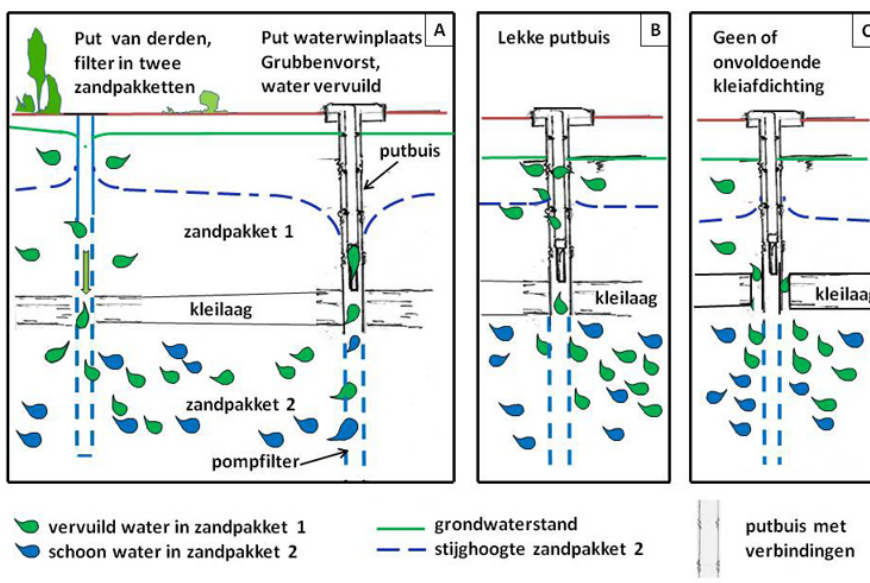 Put van derden,
filter in twee
zandpakketten
Put waterwinplaats
Grubbenvorst,
water vervuild
A
putbuis
zandpakket 1
kleilaag
zandpakket 2
pompfilter
Lekke putbuis
B
kleilaag
Geen of
onvoldoende
kleiafdichting
C
kleilaag
vervuild water in zandpakket 1
schoon water in zandpakket 2
grondwaterstand
stijghoogte zandpakket 2
putbuis met
verbindingen